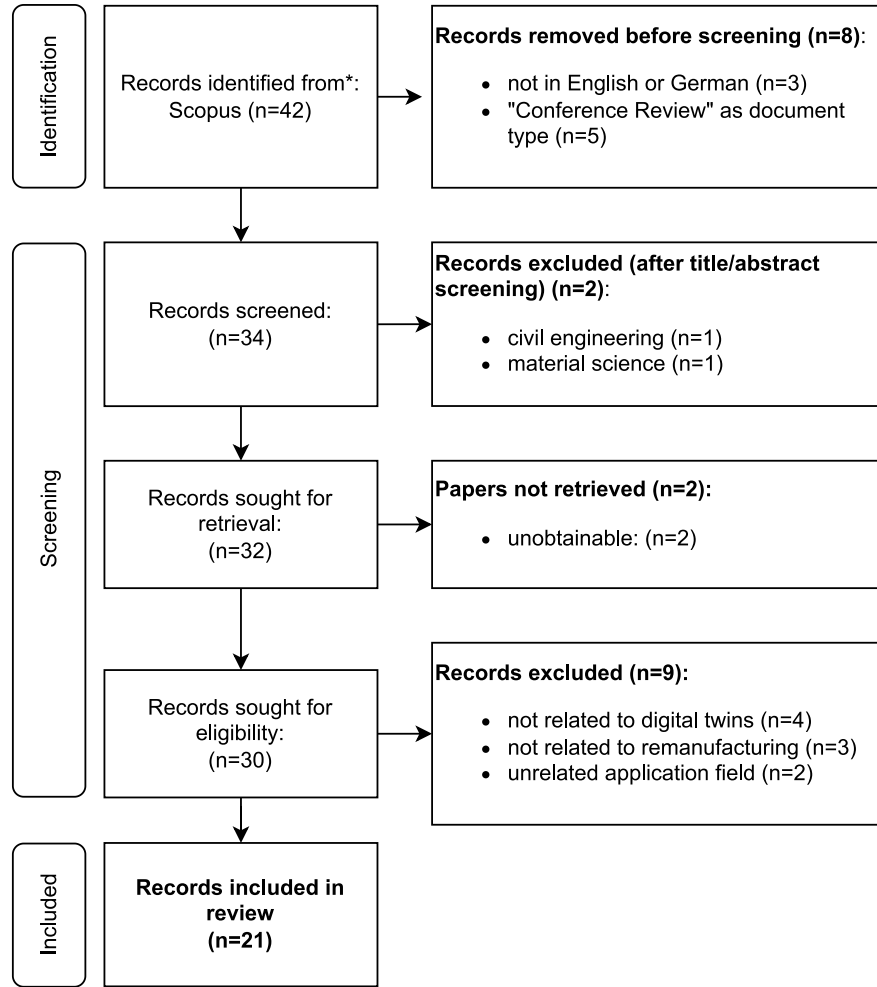 Identification
Records identified from*:
Scopus (n=42)
Records removed before screening (n=8):
• not in English or German (n=3)
• "Conference Review" as document
type (n=5)
Screening
Records screened:
(n=34)
Records excluded (after title/abstract
screening) (n=2):
• civil engineering (n=1)
• material science (n=1)
Records sought for
retrieval:
(n=32)
Papers not retrieved (n=2):
• unobtainable: (n=2)
Records sought for
eligibility:
(n=30)
Records excluded (n=9):
• not related to digital twins (n=4)
• not related to remanufacturing (n=3)
• unrelated application field (n=2)
Included
Records included in
review
(n=21)